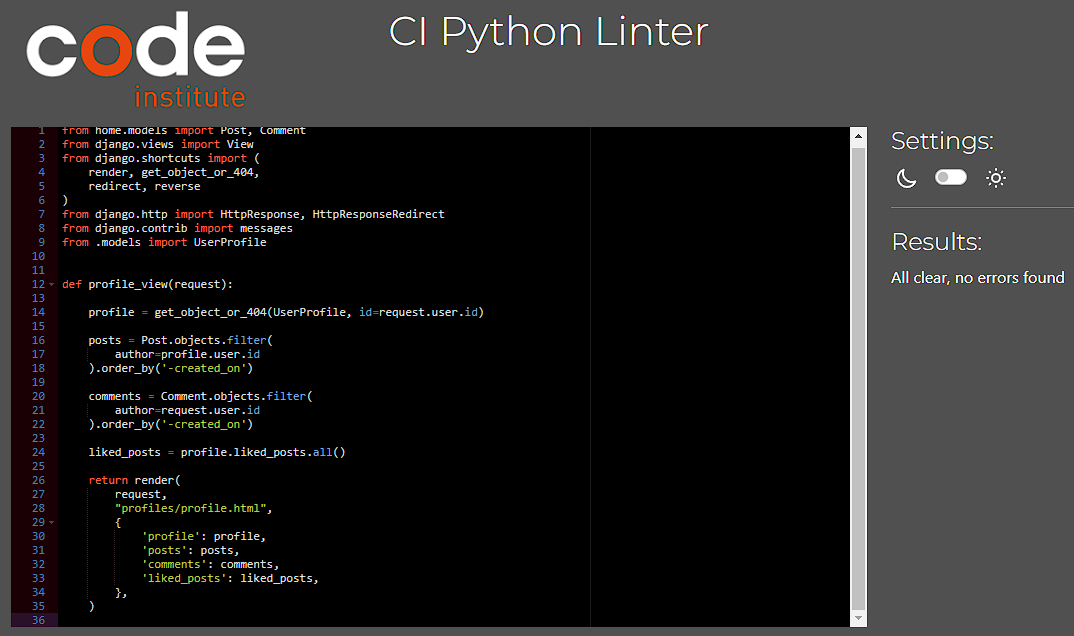 code
institute
CI Python Linter
1 from home.models import Post, Comment
2 from django.views import View
3 from django.shortcuts import (
4     render, get_object_or_404,
5     redirect, reverse
6 )
7 from django.http import HttpResponse, HttpResponseRedirect
8 from django.contrib import messages
9 from .models import UserProfile
10
11
12 def profile_view(request):
13
14     profile = get_object_or_404(UserProfile, id=request.user.id)
15
16     posts = Post.objects.filter(
17         author=profile.user.id
18     ).order_by('-created_on')
19
20     comments = Comment.objects.filter(
21         author=request.user.id
22     ).order_by('-created_on')
23
24     liked_posts = profile.liked_posts.all()
25
26     return render(
27         request,
28         "profiles/profile.html",
29         {
30             'profile': profile,
31             'posts': posts,
32             'comments': comments,
33             'liked_posts': liked_posts,
34         },
35     )
36
Settings:
Results:
All clear, no errors found